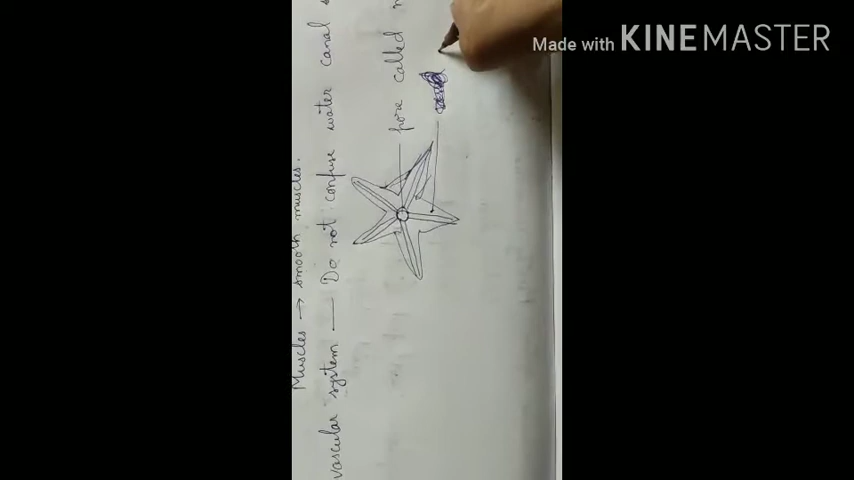 Muscles → smooth muscles.
vascular system — Do not confuse water canal
pore called
Made with KINEMASTER